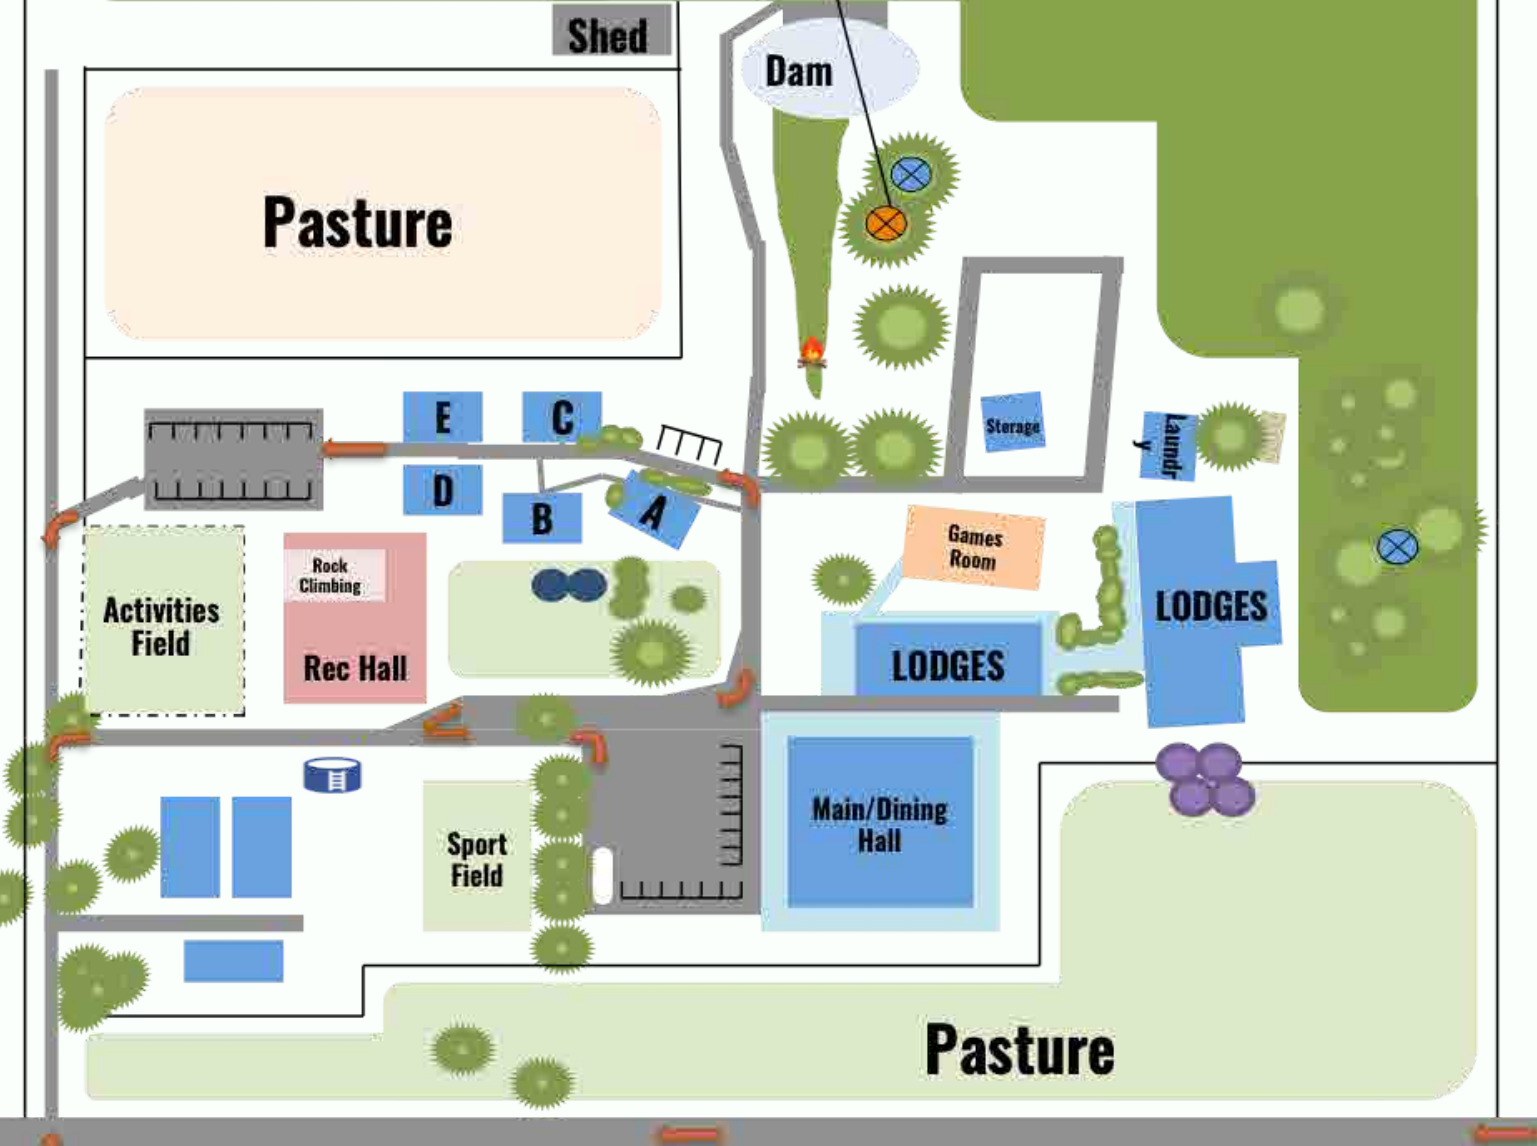 Shed
Dam
Pasture
E
C
Storage
Laundr
y
D
B
A
Games
Room
Rock
Climbing
Activities
Field
LODGES
Rec Hall
LODGES
Main/Dining
Hall
Sport
Field
Pasture